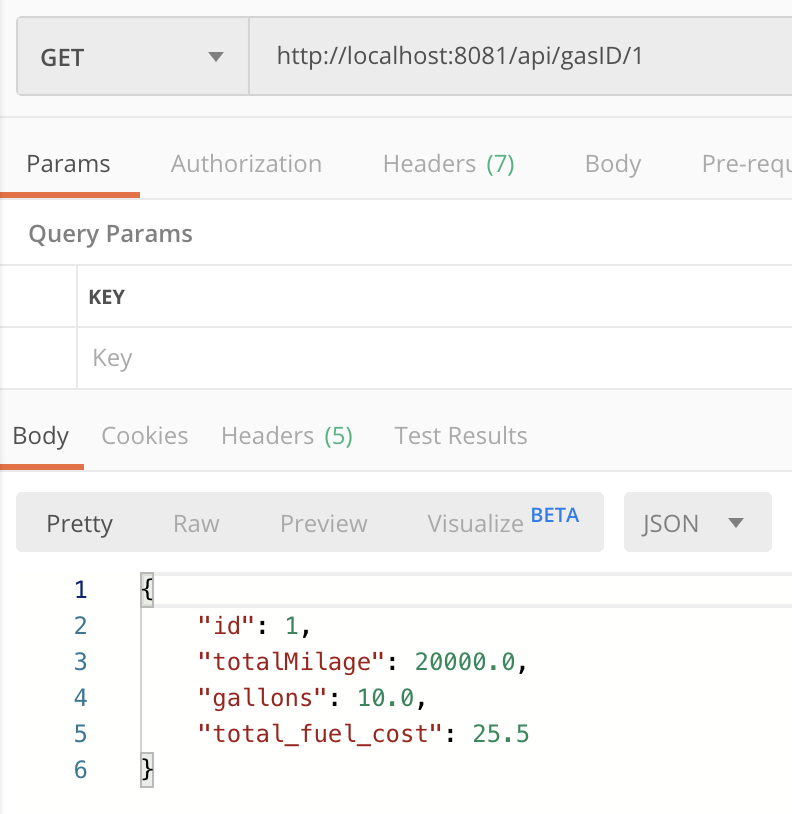 GET http://localhost:8081/api/gasID/1
Params Authorization Headers (7) Body Pre-requ
Query Params
KEY
Key
Body Cookies Headers (5) Test Results
Pretty Raw Preview Visualize BETA JSON
1 {
2 "id": 1,
3 "totalMilage": 20000.0,
4 "gallons": 10.0,
5 "total_fuel_cost": 25.5
6 }